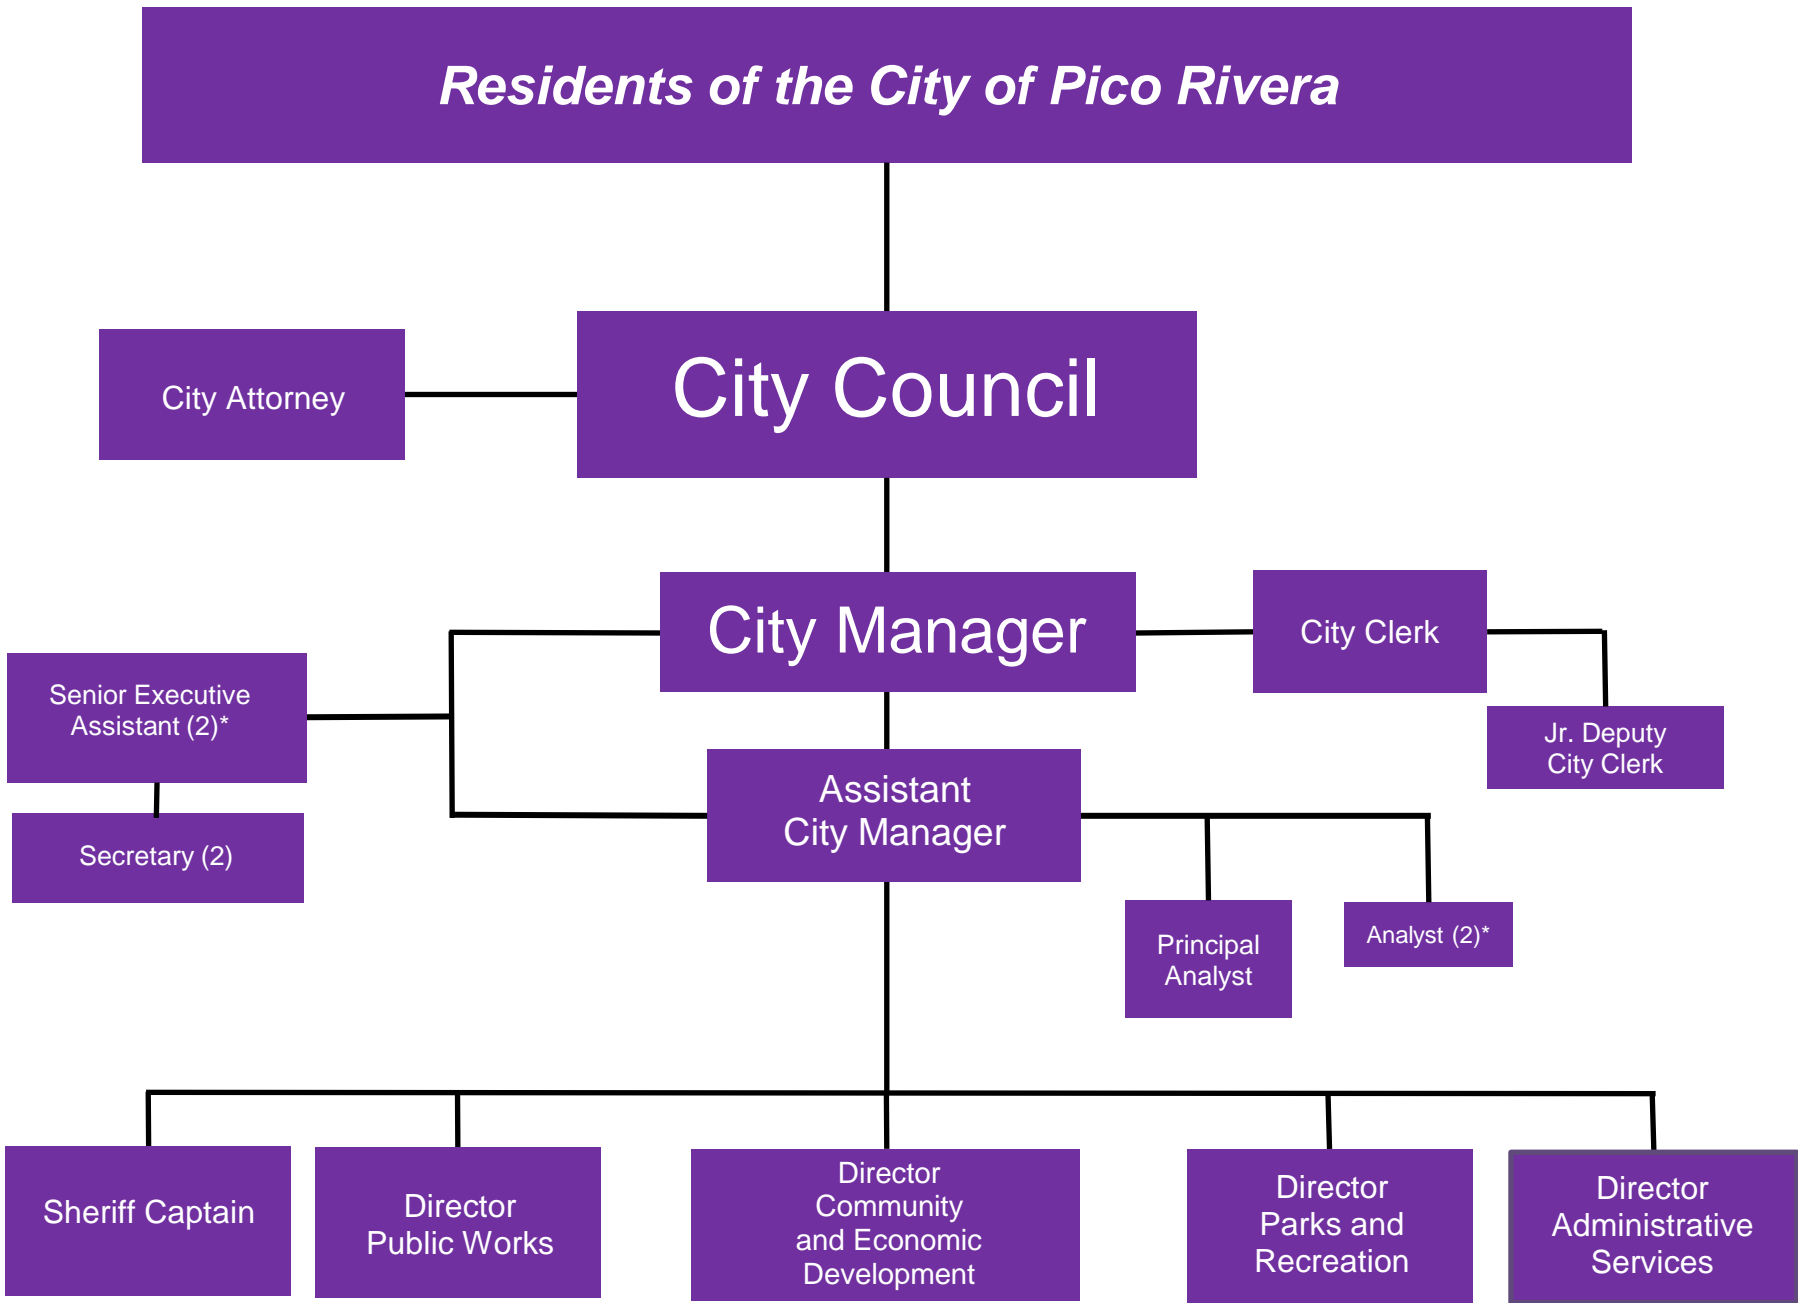 Residents of the City of Pico Rivera
City Attorney
City Council
City Manager
City Clerk
Senior Executive
Assistant (2)*
Jr. Deputy
City Clerk
Assistant
City Manager
Secretary (2)
Principal
Analyst
Analyst (2)*
Sheriff Captain
Director
Public Works
Director
Community
and Economic
Development
Director
Parks and
Recreation
Director
Administrative
Services